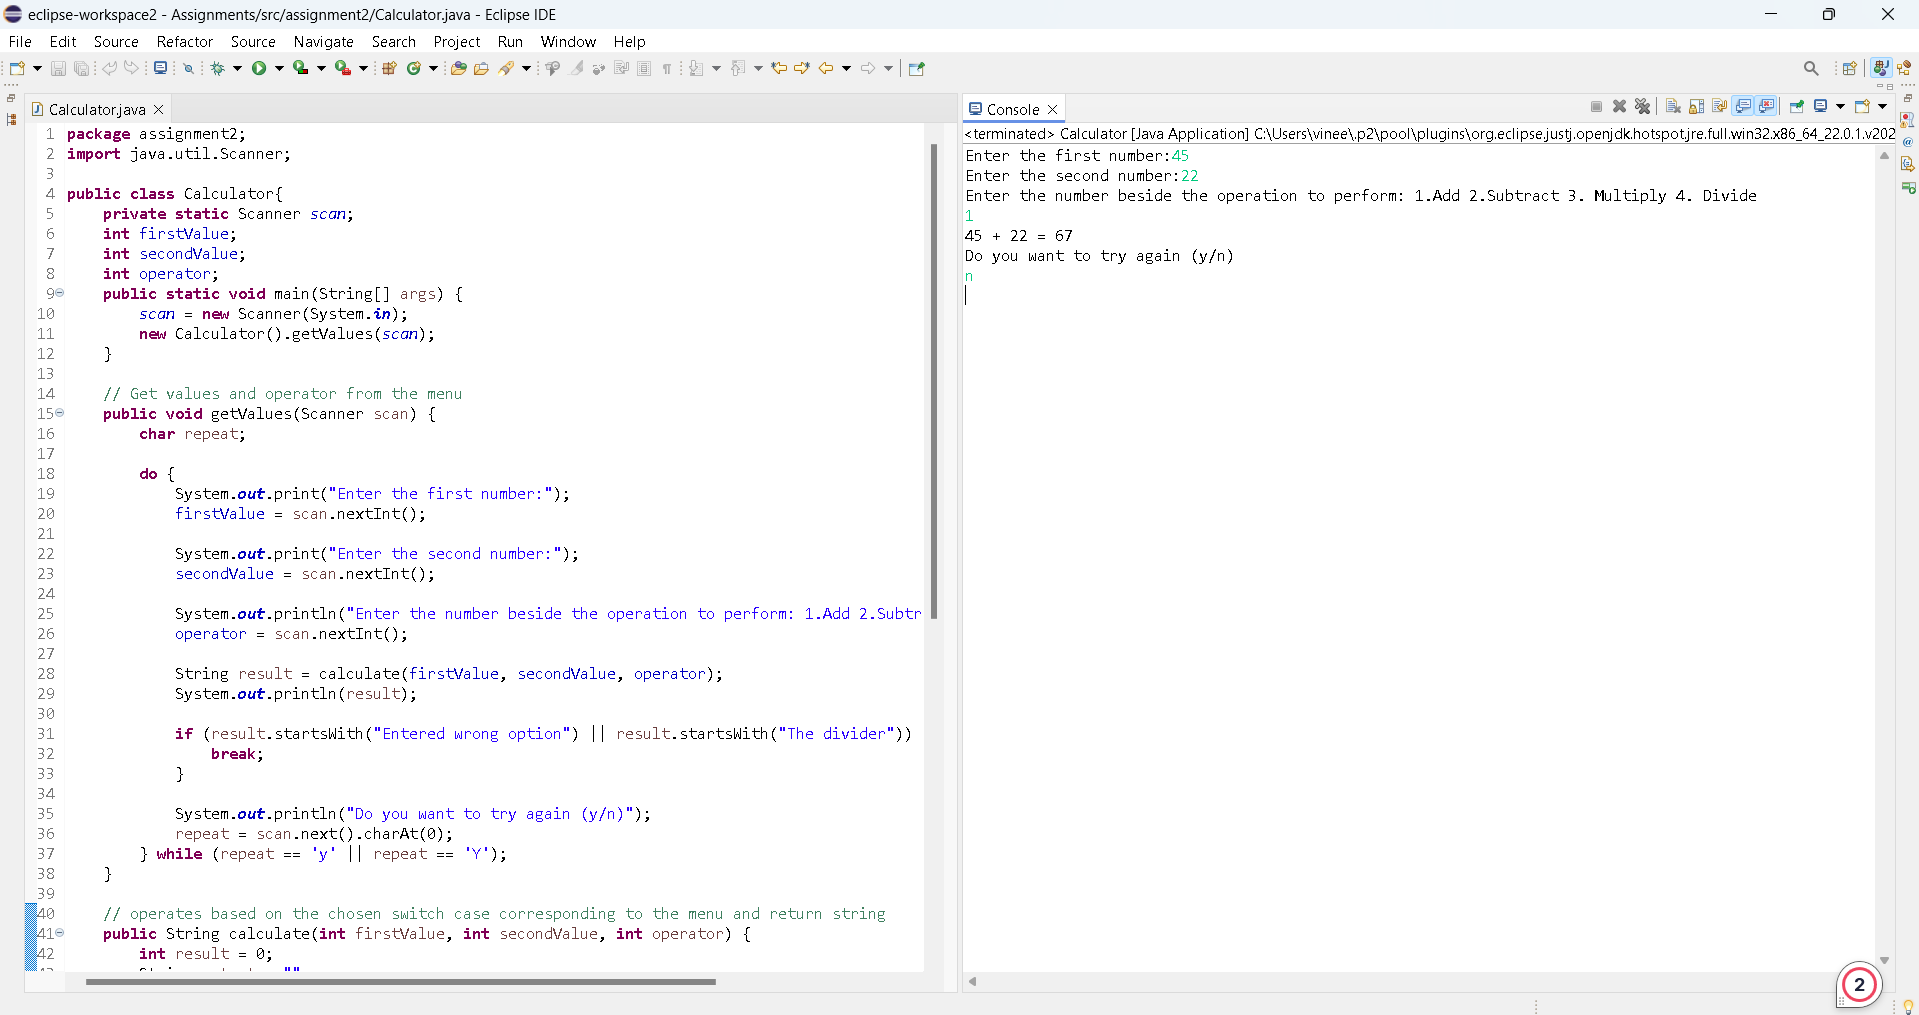 eclipse-workspace2 - Assignments/src/assignment2/Calculator.java - Eclipse IDE
File Edit Source Refactor Source Navigate Search Project Run Window Help
Calculator.java
1 package assignment2;
2 import java.util.Scanner;
3
4 public class Calculator{
5 private static Scanner scan;
6 int firstValue;
7 int secondValue;
8 int operator;
9 public static void main(String[] args) {
10 scan = new Scanner(System.in);
11 new Calculator().getValues(scan);
12 }
13
14 // Get values and operator from the menu
15 public void getValues(Scanner scan) {
16 char repeat;
17
18 do {
19 System.out.print("Enter the first number:");
20 firstValue = scan.nextInt();
21
22 System.out.print("Enter the second number:");
23 secondValue = scan.nextInt();
24
25 System.out.println("Enter the number beside the operation to perform: 1.Add 2.Subtr
26 operator = scan.nextInt();
27
28 String result = calculate(firstValue, secondValue, operator);
29 System.out.println(result);
30
31 if (result.startsWith("Entered wrong option") || result.startsWith("The divider"))
32 break;
33 }
34
35 System.out.println("Do you want to try again (y/n)");
36 repeat = scan.next().charAt(0);
37 } while (repeat == 'y' || repeat == 'Y');
38 }
39
40 // operates based on the chosen switch case corresponding to the menu and return string
41 public String calculate(int firstValue, int secondValue, int operator) {
42 int result = 0;
Console
<terminated> Calculator [Java Application] C:\Users\vinee\.p2\pool\plugins\org.eclipse.justj.openjdk.hotspot.jre.full.win32.x86_64_22.0.1.v202
Enter the first number:45
Enter the second number:22
Enter the number beside the operation to perform: 1.Add 2.Subtract 3. Multiply 4. Divide
1
45 + 22 = 67
Do you want to try again (y/n)
n
2